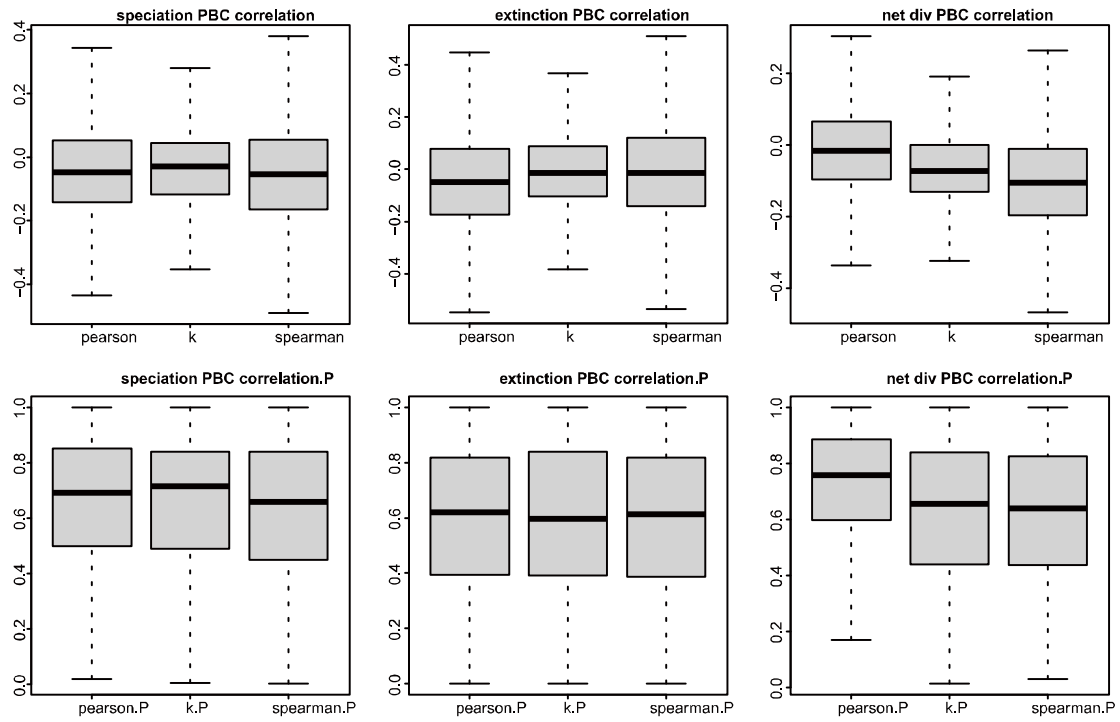 speciation PBC correlation
0.4
0.2
0.0
−0.2
−0.4
pearson k spearman
extinction PBC correlation
0.4
0.2
0.0
−0.2
−0.4
pearson k spearman
net div PBC correlation
0.2
0.0
−0.2
−0.4
pearson k spearman
speciation PBC correlation.P
1.0
0.8
0.6
0.4
0.2
0.0
pearson.P k.P spearman.P
extinction PBC correlation.P
1.0
0.8
0.6
0.4
0.2
0.0
pearson.P k.P spearman.P
net div PBC correlation.P
1.0
0.8
0.6
0.4
0.2
0.0
pearson.P k.P spearman.P